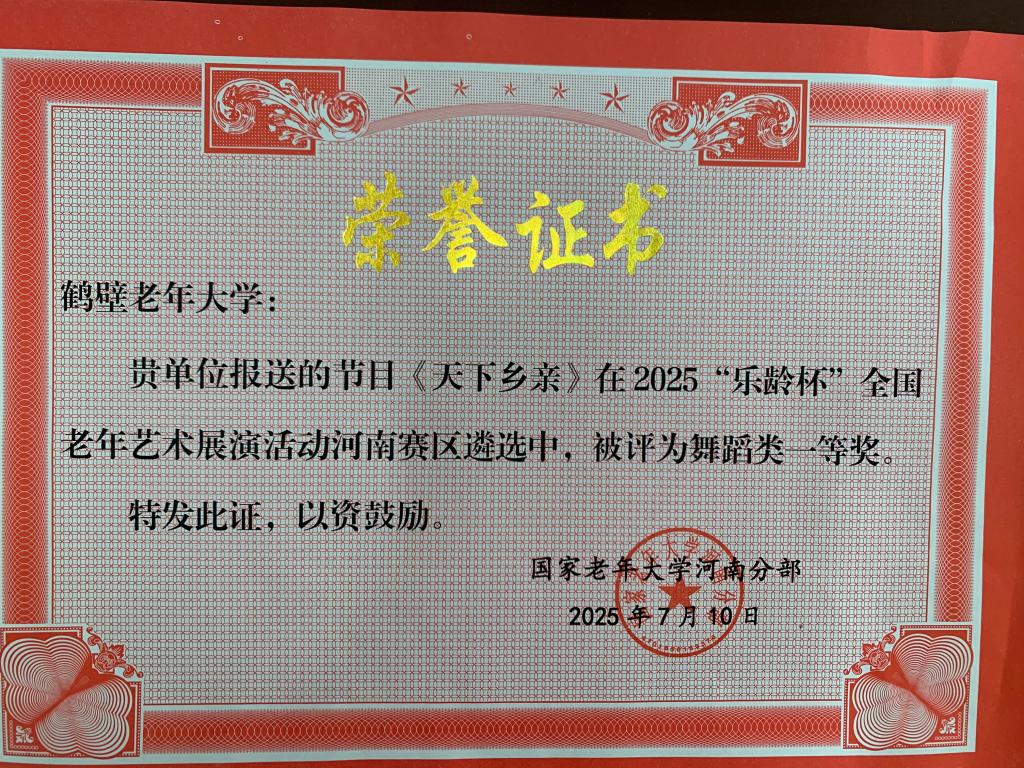 荣誉证书
鹤壁老年大学：
贵单位报送的节目《天下乡亲》在2025“乐龄杯”全国
老年艺术展演活动河南赛区遴选中，被评为舞蹈类一等奖。
特发此证，以资鼓励。
国家老年大学河南分部
2025年7月10日